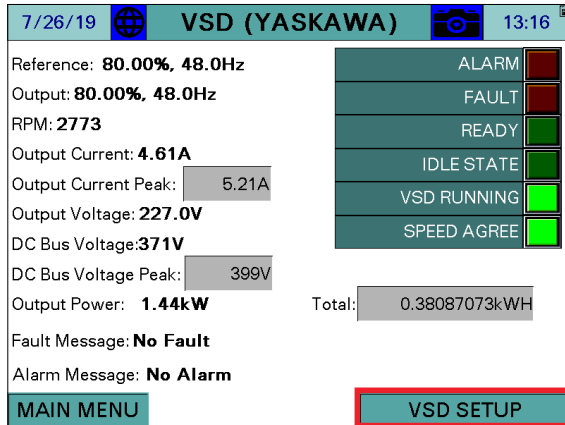 7/26/19 VSD (YASKAWA) 13:16
Reference: 80.00%, 48.0Hz
ALARM
Output: 80.00%, 48.0Hz
FAULT
RPM: 2773
READY
Output Current: 4.61A
IDLE STATE
Output Current Peak: 5.21A
VSD RUNNING
Output Voltage: 227.0V
SPEED AGREE
DC Bus Voltage:371V
DC Bus Voltage Peak: 399V
Output Power: 1.44kW
Total: 0.38087073kWH
Fault Message: No Fault
Alarm Message: No Alarm
MAIN MENU
VSD SETUP